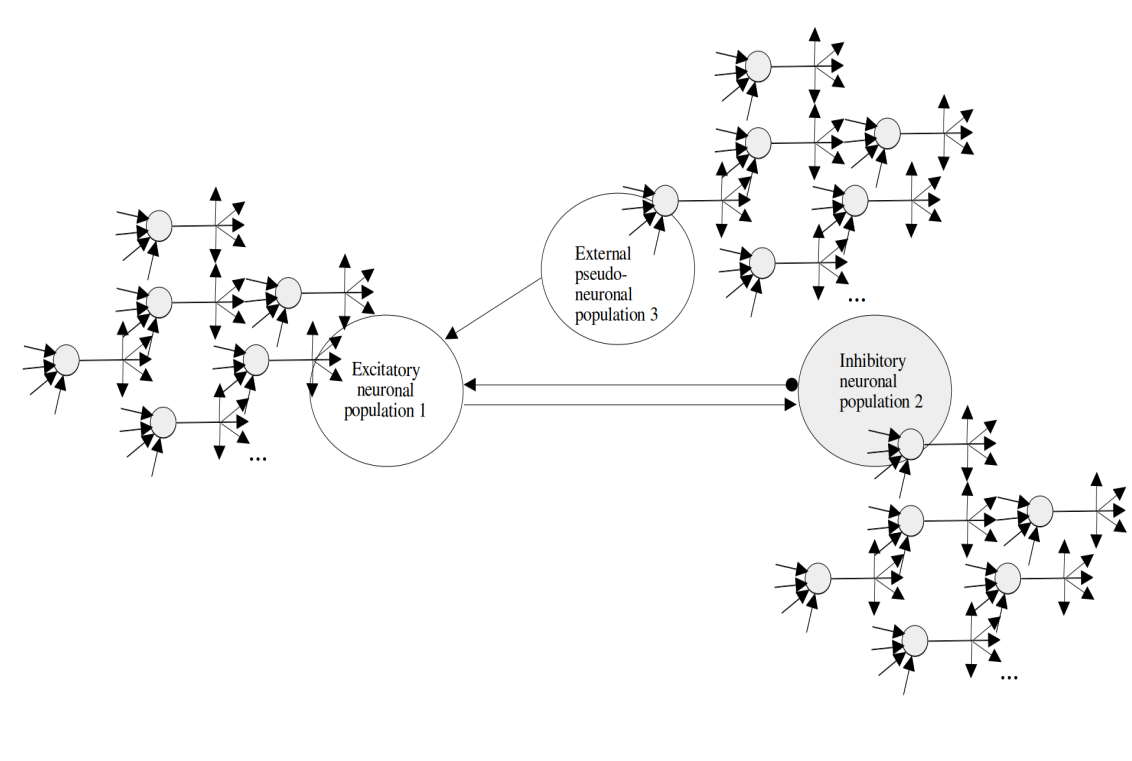 External
pseudo-
neuronal
population 3
...
Excitatory
neuronal
population 1
Inhibitory
neuronal
population 2
...
...